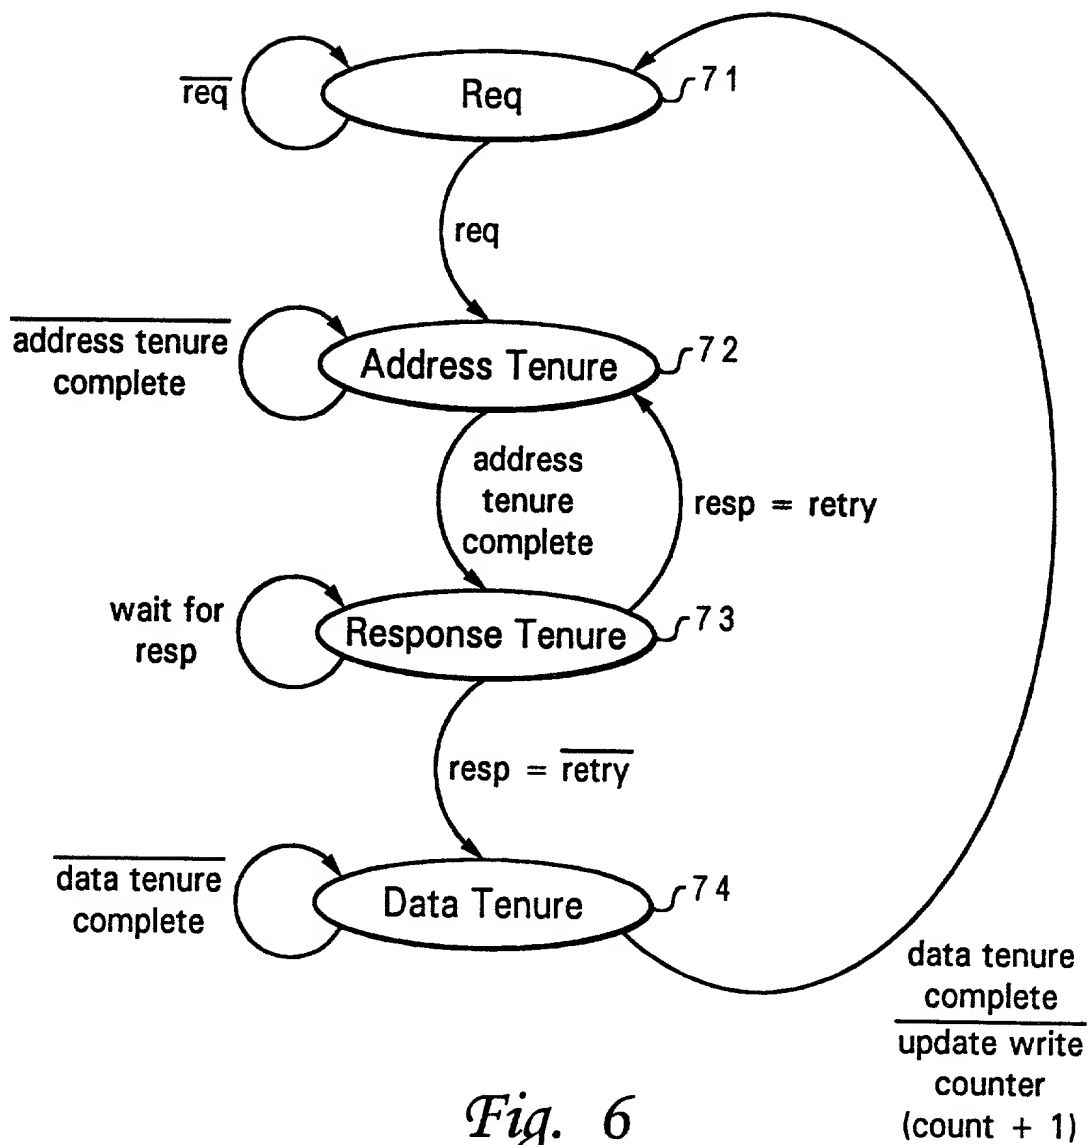 req
Req
71
req
address tenure
complete
Address Tenure
72
address
tenure
complete
resp = retry
wait for
resp
Response Tenure
73
resp = retry
data tenure
complete
Data Tenure
74
data tenure
complete
update write
counter
(count + 1)
Fig. 6